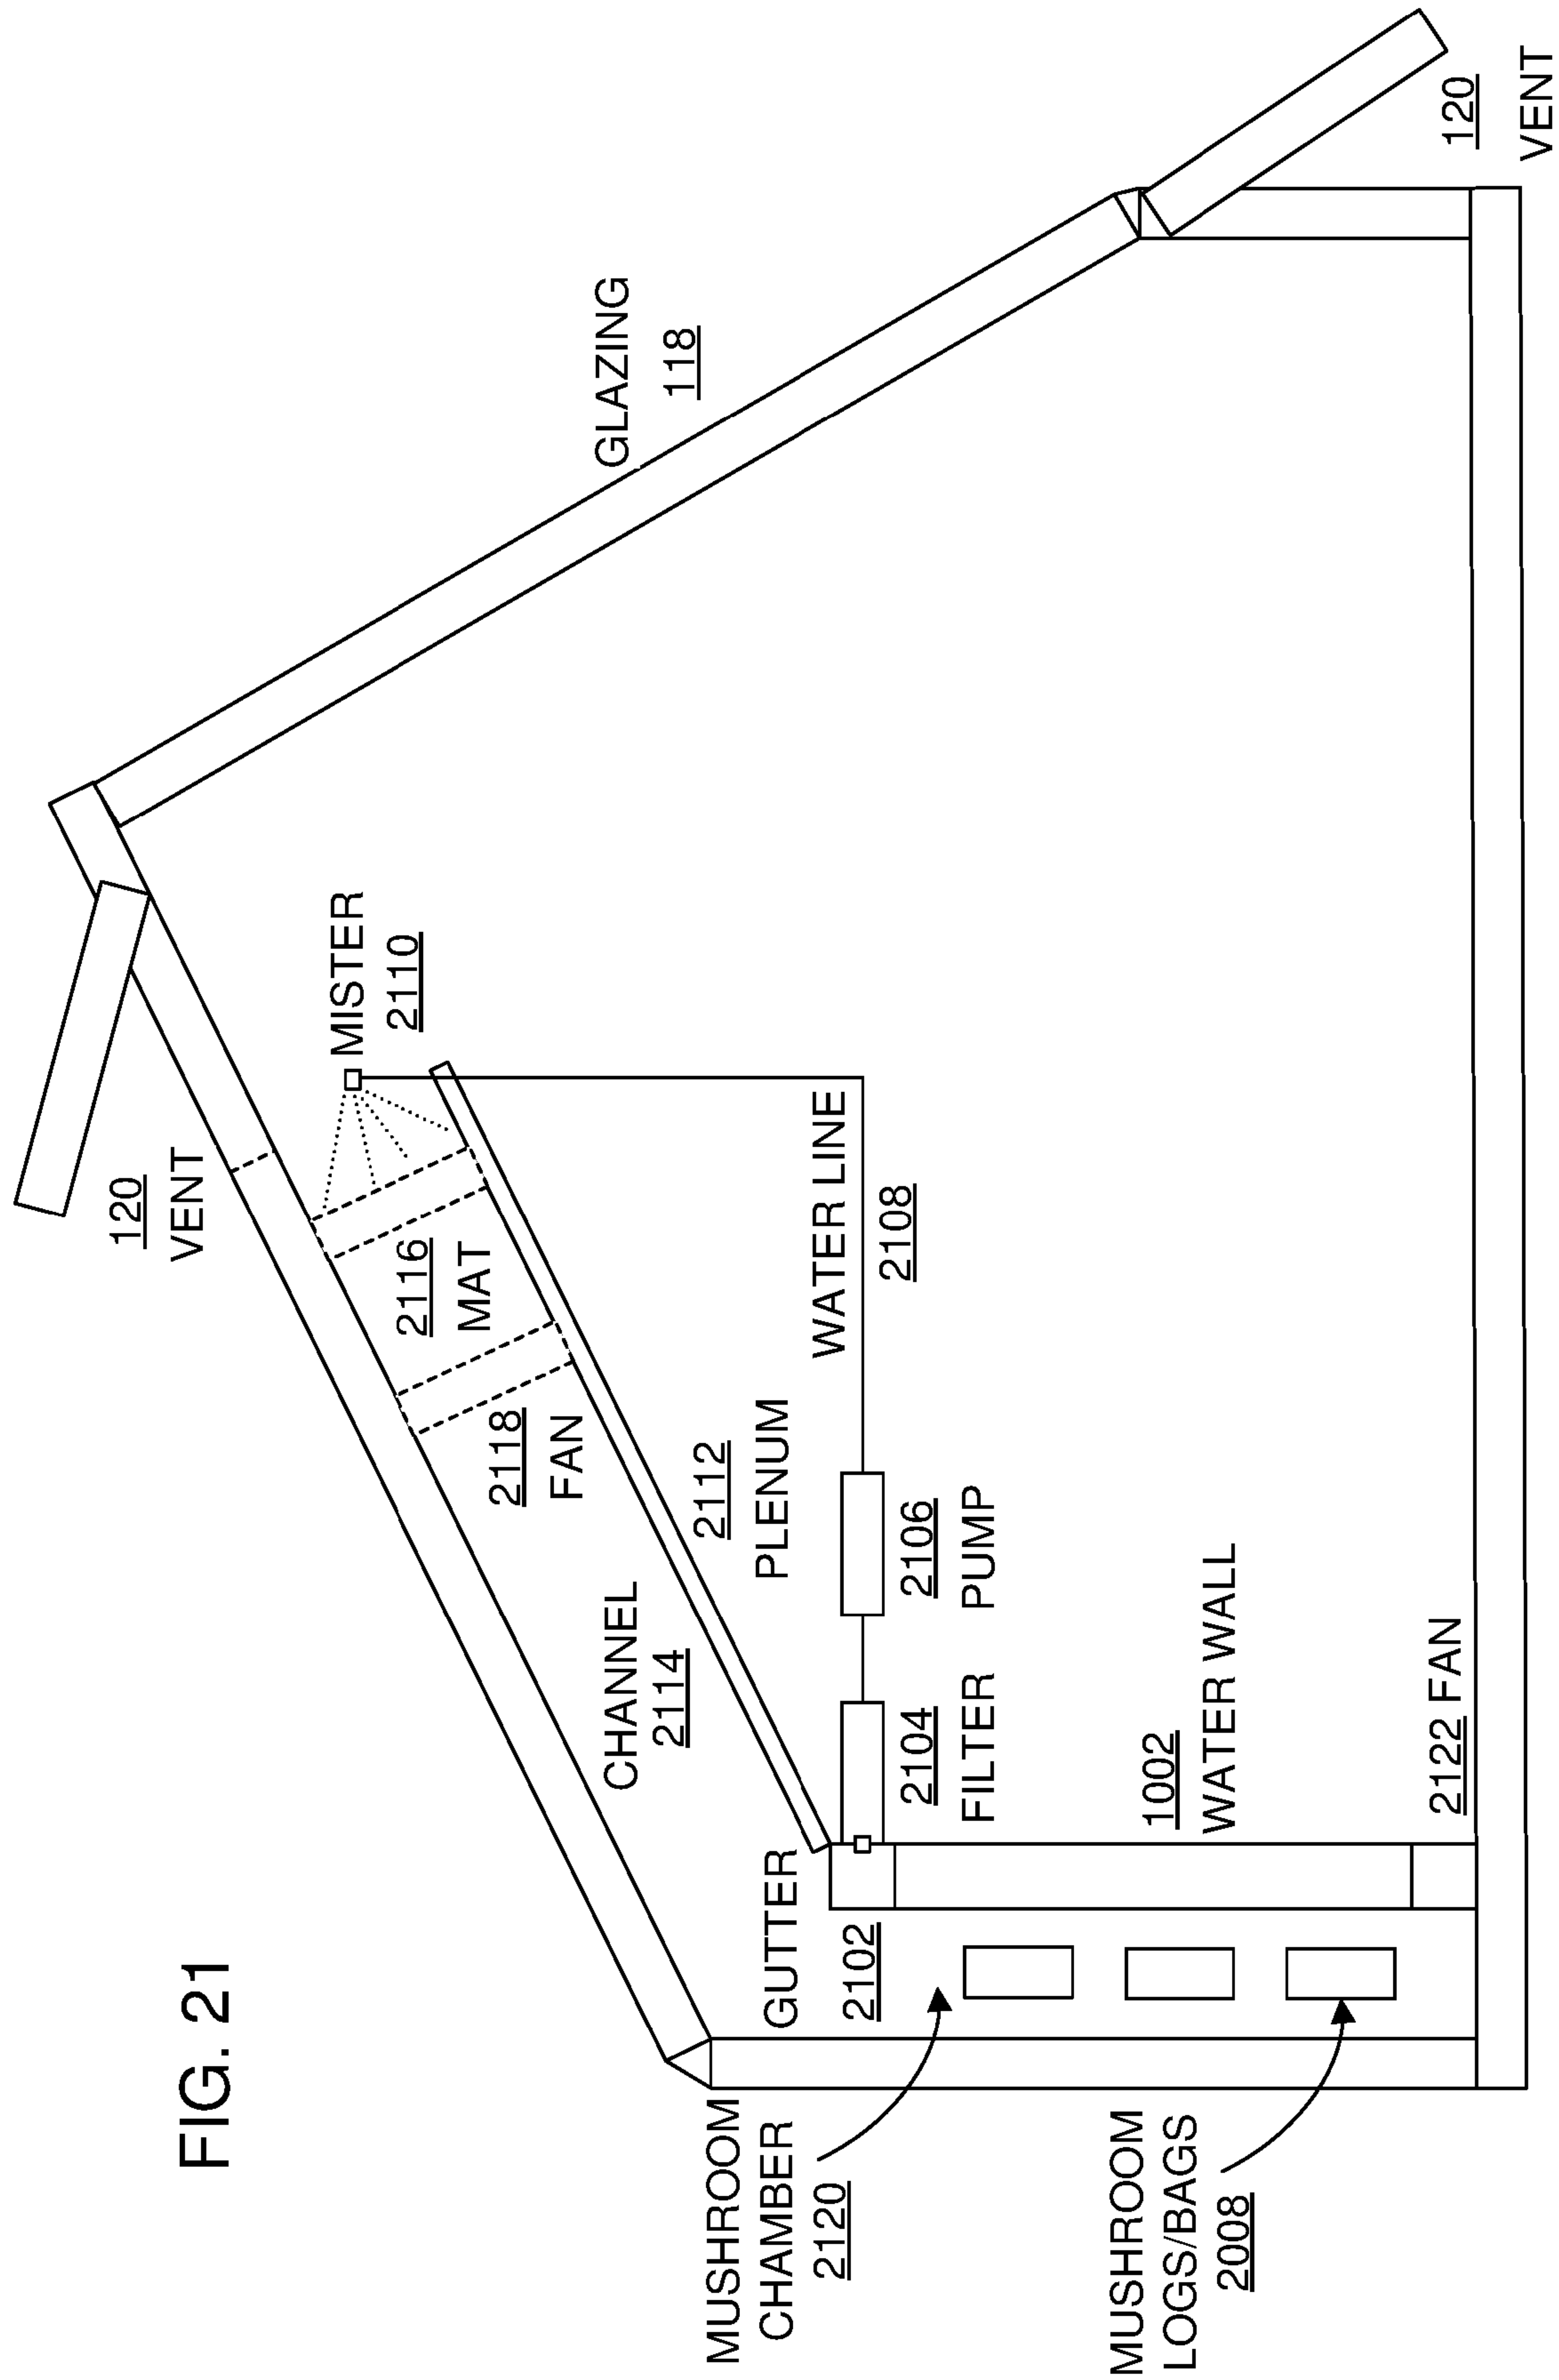 FIG. 21
120
VENT
MISTER
2110
GLAZING
118
2116
MAT
2118
FAN
CHANNEL
2114
2112
PLENUM
WATER LINE
2108
GUTTER
2102
2104
FILTER
2106
PUMP
MUSHROOM
CHAMBER
2120
1002
WATER WALL
MUSHROOM
LOGS/BAGS
2008
2122 FAN
120
VENT